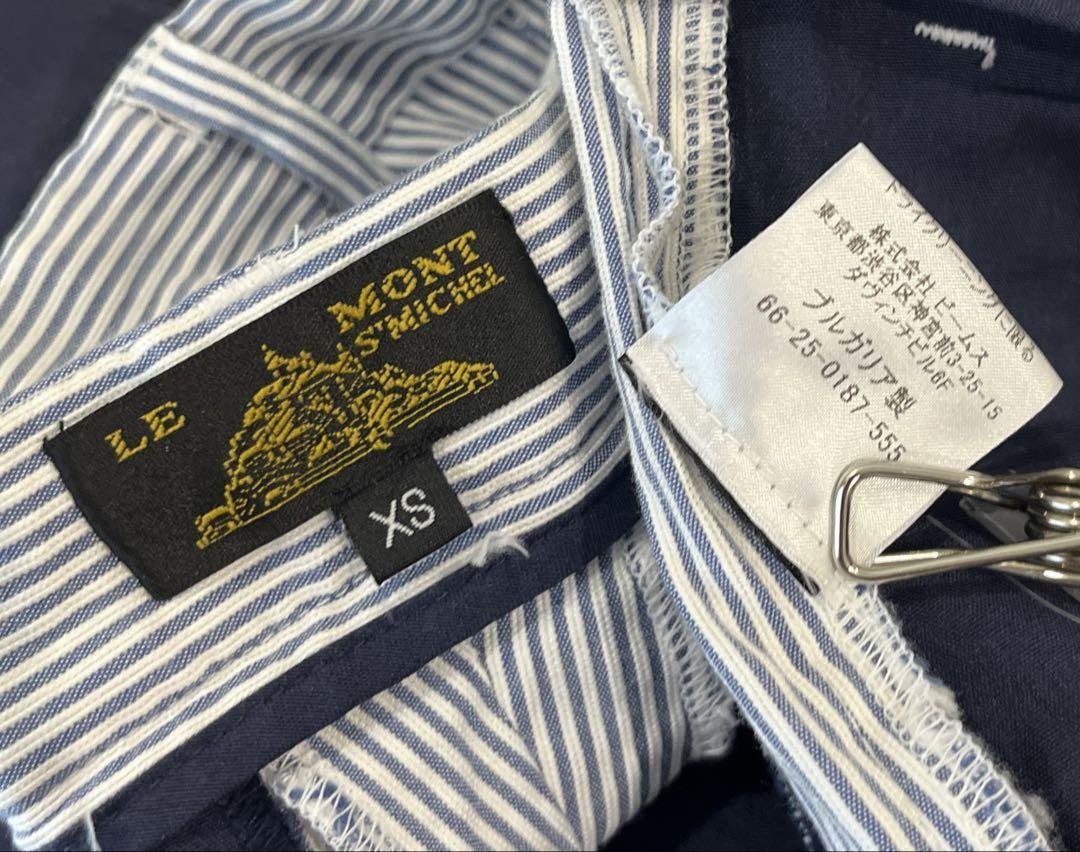 LE
MONT
S'MICHEL
XS
ドライクリーニングに限る
株式会社 ビームス
東京都渋谷区神宮前3-25-15
ダヴィンチビル6F
ブルガリア製
66-25-0187-555